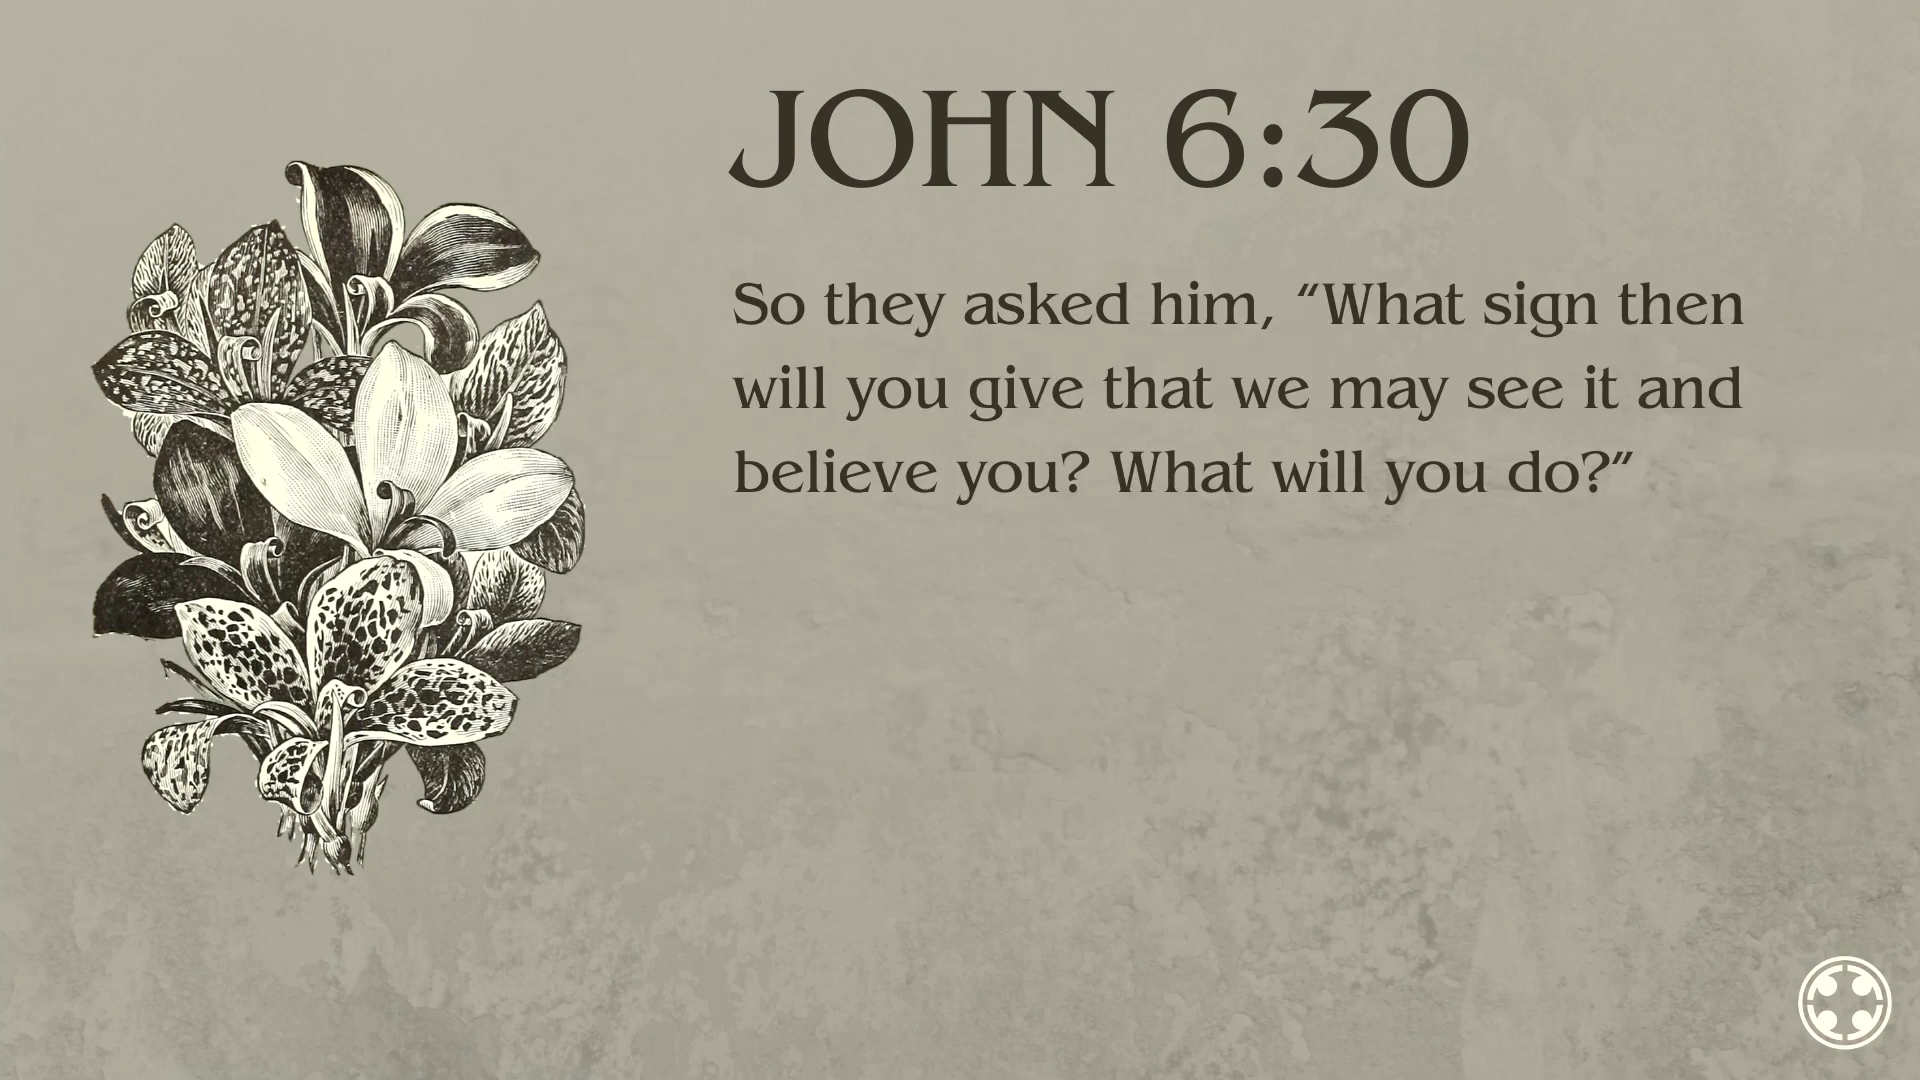 JOHN 6:30
So they asked him, “What sign then
will you give that we may see it and
believe you? What will you do?”